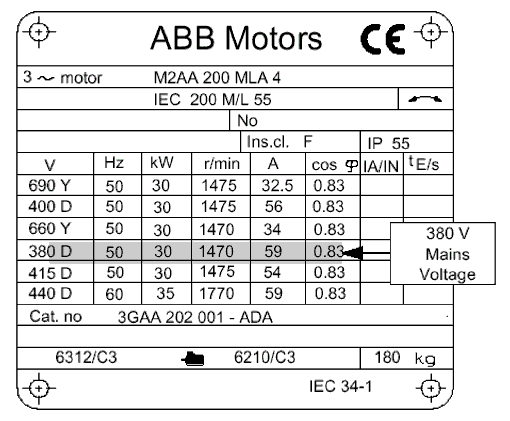 ABB Motors CE
3 ~ motor M2AA 200 MLA 4
IEC 200 M/L 55
No
Ins.cl. F IP 55
V Hz kW r/min A cos φ IA/IN tE/s
690 Y 50 30 1475 32.5 0.83
400 D 50 30 1475 56 0.83
660 Y 50 30 1470 34 0.83
380 D 50 30 1470 59 0.83
415 D 50 30 1475 54 0.83
440 D 60 35 1770 59 0.83
380 V
Mains
Voltage
Cat. no 3GAA 202 001 - ADA
6312/C3 6210/C3 180 kg
IEC 34-1